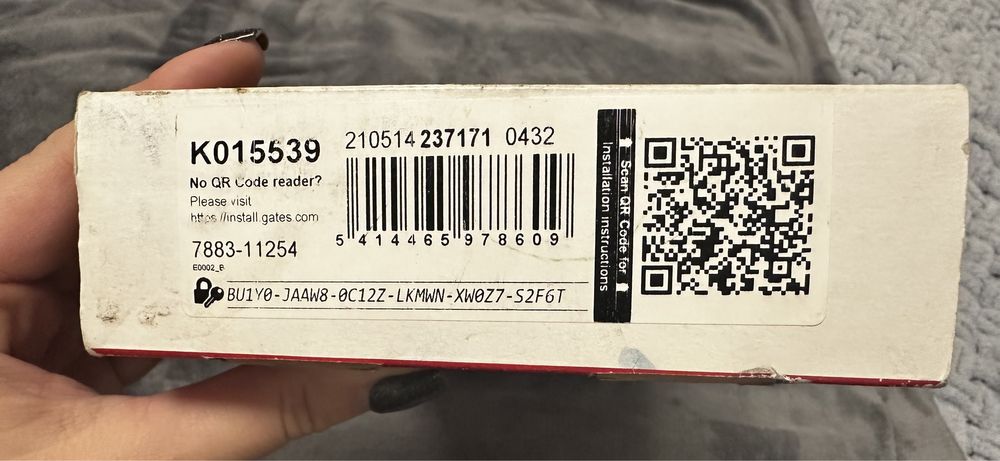 K015539
210514 237171 0432
No QR Code reader?
Please visit
https://install.gates.com
5 414465 978609
7883-11254
E0002_B
BU1Y0-JAAW8-0C12Z-LKMWN-XW0Z7-S2F6T
Scan QR Code for
Installation instructions